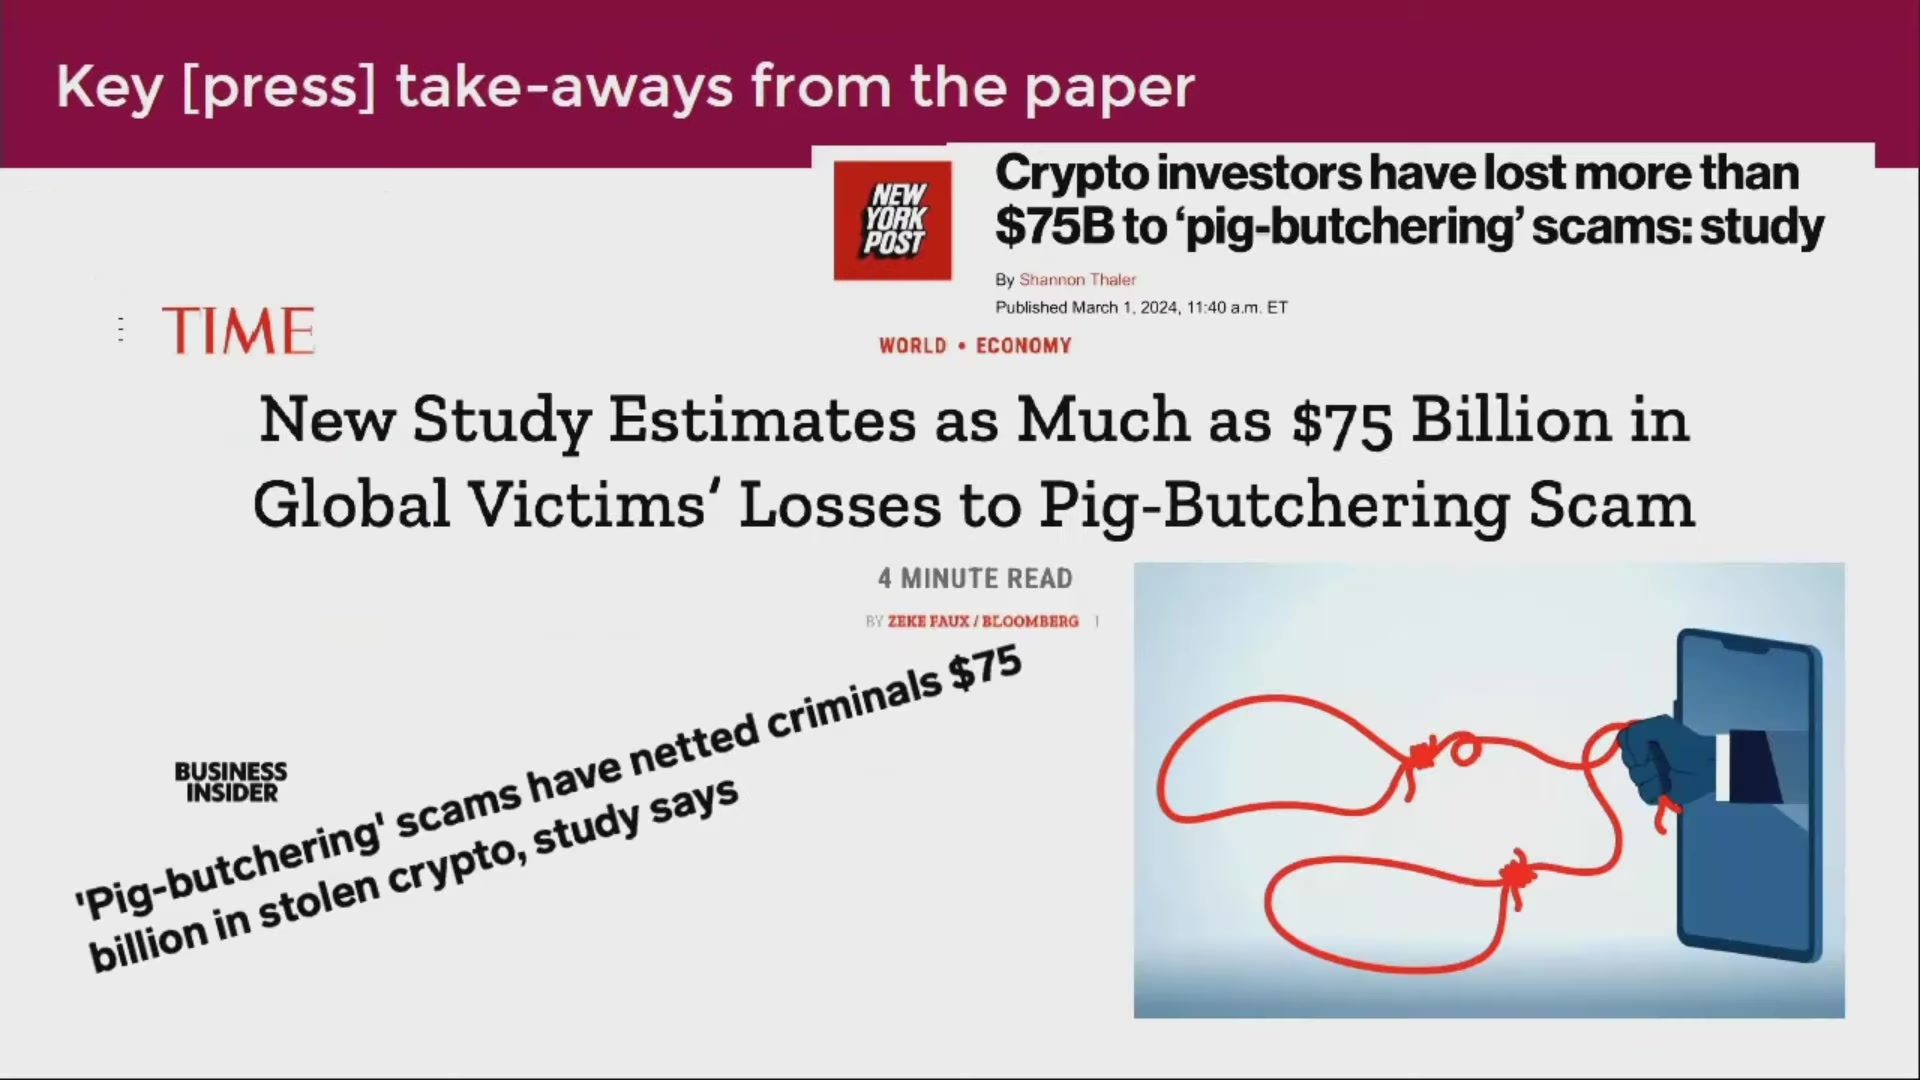 Key [press] take-aways from the paper
NEW
YORK
POST
Crypto investors have lost more than
$75B to ‘pig-butchering’ scams: study
By Shannon Thaler
Published March 1, 2024, 11:40 a.m. ET
TIME
WORLD • ECONOMY
New Study Estimates as Much as $75 Billion in
Global Victims’ Losses to Pig-Butchering Scam
4 MINUTE READ
BY ZEKE FAUX / BLOOMBERG
BUSINESS
INSIDER
'Pig-butchering' scams have netted criminals $75
billion in stolen crypto, study says